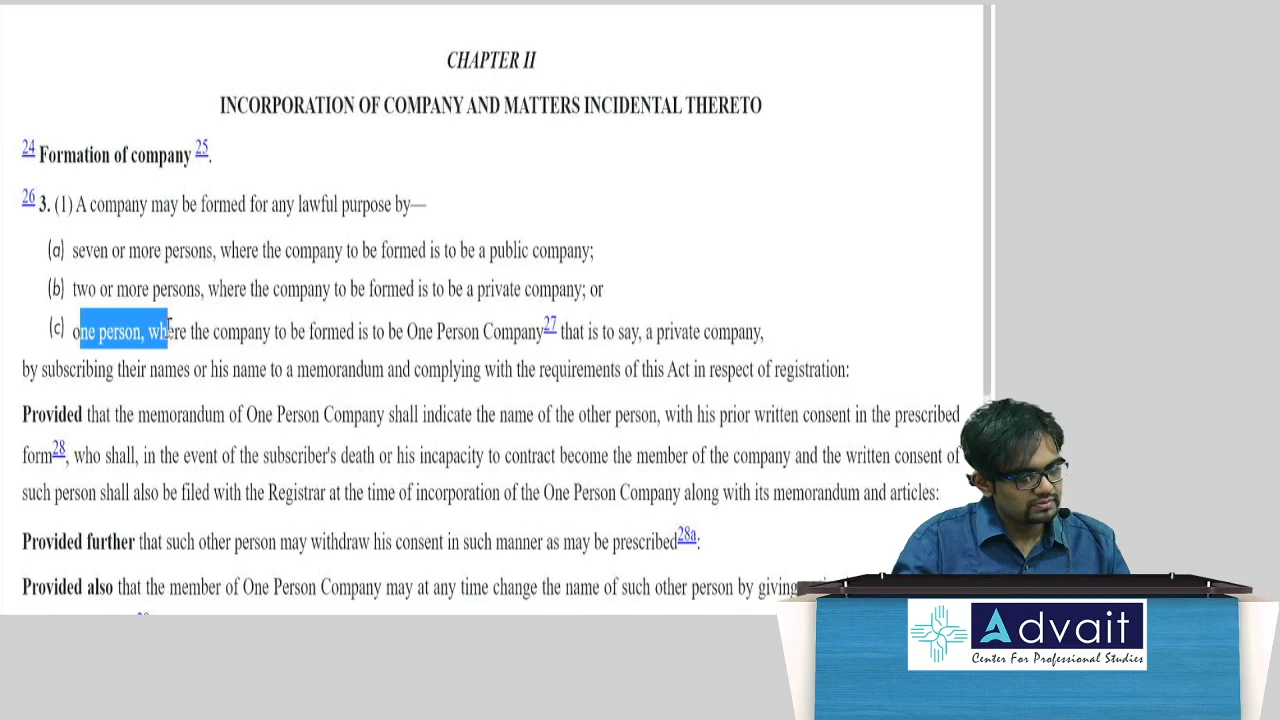 CHAPTER II
INCORPORATION OF COMPANY AND MATTERS INCIDENTAL THERETO
24 Formation of company 25.
26 3. (1) A company may be formed for any lawful purpose by—
(a) seven or more persons, where the company to be formed is to be a public company;
(b) two or more persons, where the company to be formed is to be a private company; or
(c) one person, where the company to be formed is to be One Person Company27 that is to say, a private company,
by subscribing their names or his name to a memorandum and complying with the requirements of this Act in respect of registration:
Provided that the memorandum of One Person Company shall indicate the name of the other person, with his prior written consent in the prescribed
form28, who shall, in the event of the subscriber's death or his incapacity to contract become the member of the company and the written consent of
such person shall also be filed with the Registrar at the time of incorporation of the One Person Company along with its memorandum and articles:
Provided further that such other person may withdraw his consent in such manner as may be prescribed28a:
Provided also that the member of One Person Company may at any time change the name of such other person by giving
Advait
Center For Professional Studies